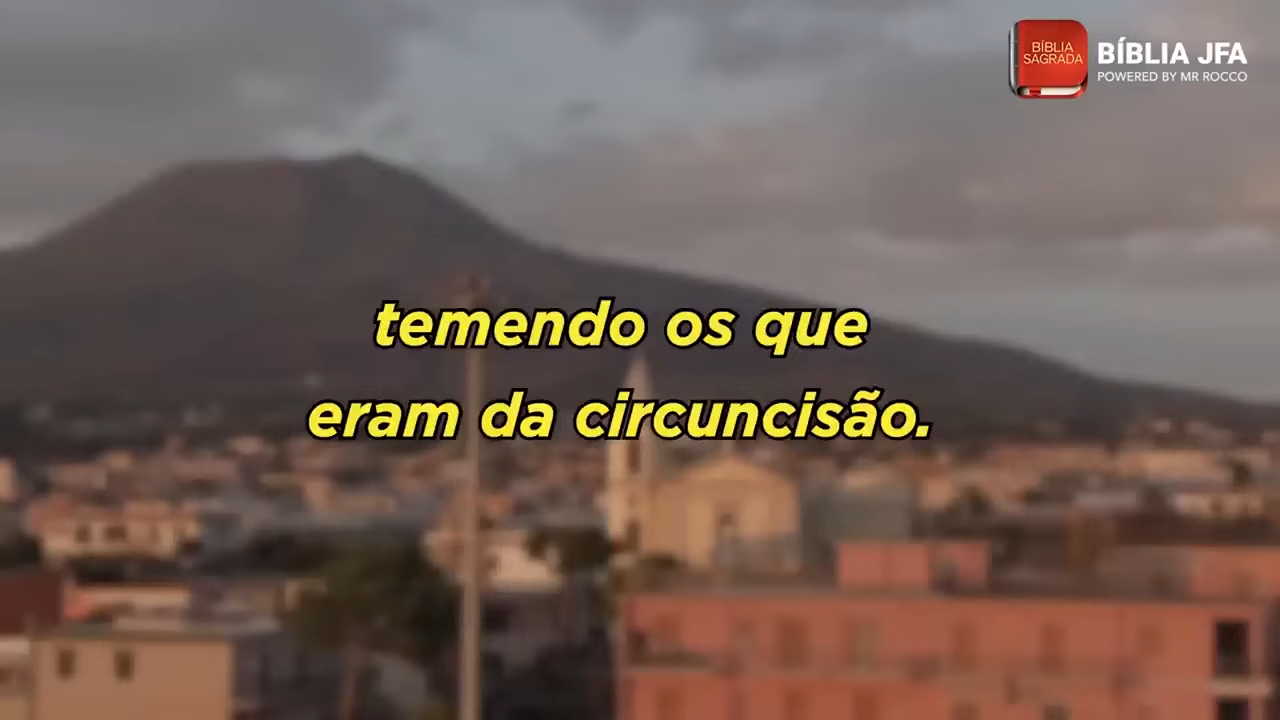 BÍBLIA
SAGRADA
BÍBLIA JFA
POWERED BY MR ROCCO
temendo os que
eram da circuncisão.